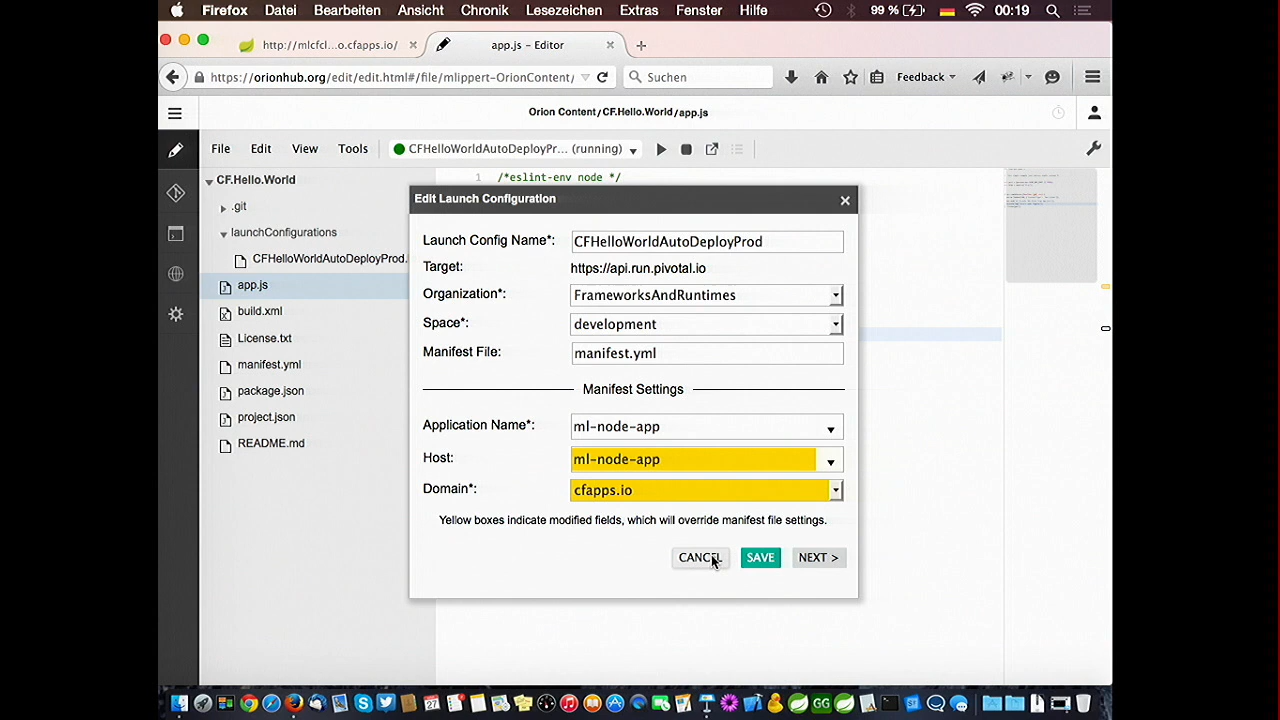 Firefox Datei Bearbeiten Ansicht Chronik Lesezeichen Extras Fenster Hilfe 99 % 00:19
http://mlcfcl...o.cfapps.io/ × app.js - Editor × +
https://orionhub.org/edit/edit.html#/file/mlippert-OrionContent/ Suchen Feedback
Orion Content/CF.Hello.World/app.js
File Edit View Tools CFHelloWorldAutoDeployPr... (running)
CF.Hello.World
.git
launchConfigurations
CFHelloWorldAutoDeployProd.
app.js
build.xml
License.txt
manifest.yml
package.json
project.json
README.md
1 /*eslint-env node */
Edit Launch Configuration ×
Launch Config Name*: CFHelloWorldAutoDeployProd
Target: https://api.run.pivotal.io
Organization*: FrameworksAndRuntimes
Space*: development
Manifest File: manifest.yml
Manifest Settings
Application Name*: ml-node-app
Host: ml-node-app
Domain*: cfapps.io
Yellow boxes indicate modified fields, which will override manifest file settings.
CANCEL SAVE NEXT >